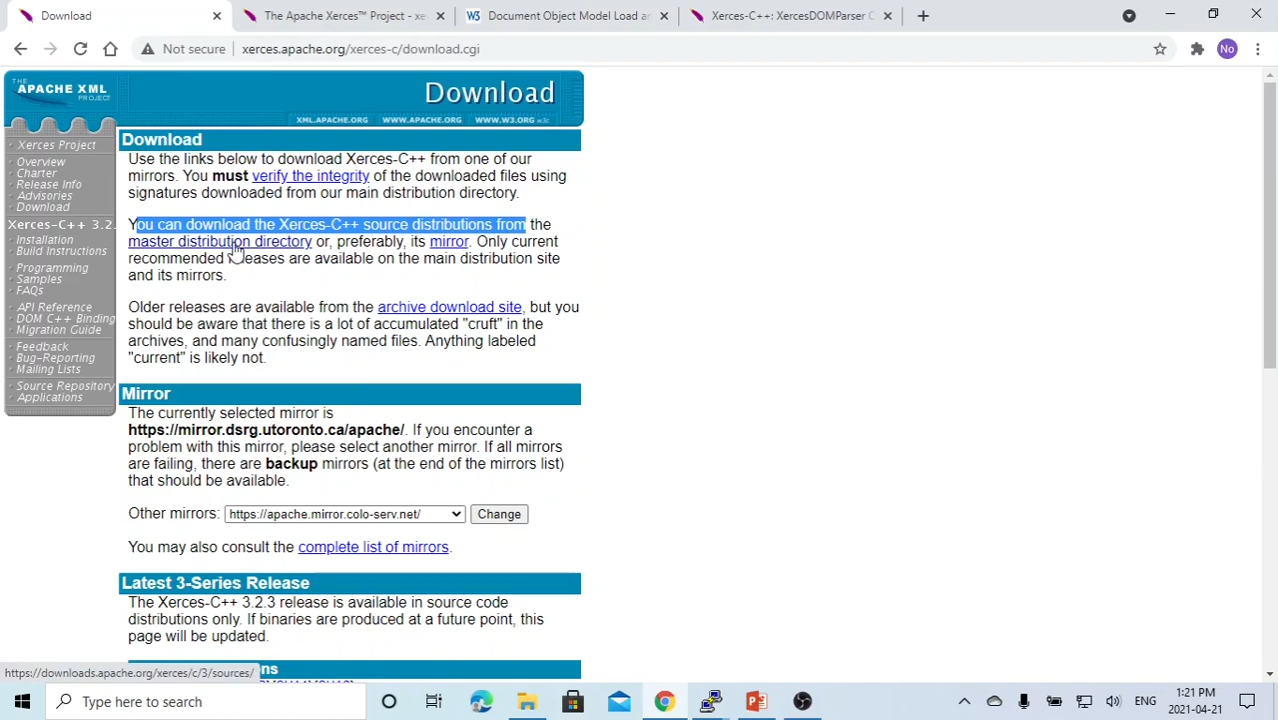 Download
The Apache Xerces™ Project - xe
Document Object Model Load a
Xerces-C++: XercesDOMParser C
Not secure
xerces.apache.org/xerces-c/download.cgi
No
THE
APACHE XML
PROJECT
Download
XML.APACHE.ORG WWW.APACHE.ORG WWW.W3.ORG w3c
Xerces Project
Overview
Charter
Release Info
Advisories
Download
Xerces-C++ 3.2.
Installation
Build Instructions
Programming
Samples
FAQs
API Reference
DOM C++ Binding
Migration Guide
Feedback
Bug-Reporting
Mailing Lists
Source Repository
Applications
Download
Use the links below to download Xerces-C++ from one of our
mirrors. You must verify the integrity of the downloaded files using
signatures downloaded from our main distribution directory.
You can download the Xerces-C++ source distributions from the
master distribution directory or, preferably, its mirror. Only current
recommended releases are available on the main distribution site
and its mirrors.
Older releases are available from the archive download site, but you
should be aware that there is a lot of accumulated "cruft" in the
archives, and many confusingly named files. Anything labeled
"current" is likely not.
Mirror
The currently selected mirror is
https://mirror.dsrg.utoronto.ca/apache/. If you encounter a
problem with this mirror, please select another mirror. If all mirrors
are failing, there are backup mirrors (at the end of the mirrors list)
that should be available.
Other mirrors: https://apache.mirror.colo-serv.net/ Change
You may also consult the complete list of mirrors.
Latest 3-Series Release
The Xerces-C++ 3.2.3 release is available in source code
distributions only. If binaries are produced at a future point, this
page will be updated.
ns
https://downloads.apache.org/xerces/c/3/sources/
Type here to search
ENG
1:21 PM
2021-04-21